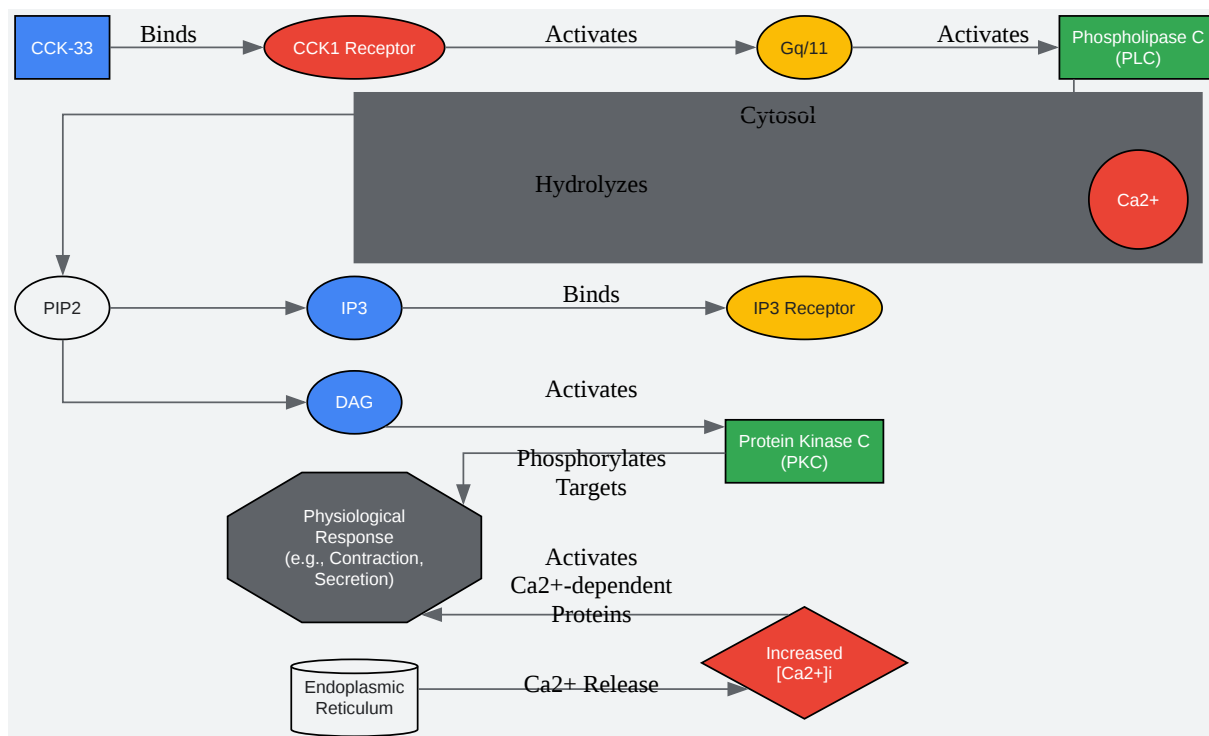 CCK-33
Binds
CCK1 Receptor
Activates
Gq/11
Activates
Phospholipase C
(PLC)
Cytosol
Hydrolyzes
Ca2+
PIP2
IP3
Binds
IP3 Receptor
DAG
Activates
Protein Kinase C
(PKC)
Phosphorylates
Targets
Physiological
Response
(e.g., Contraction,
Secretion)
Activates
Ca2+-dependent
Proteins
Increased
[Ca2+]i
Endoplasmic
Reticulum
Ca2+ Release